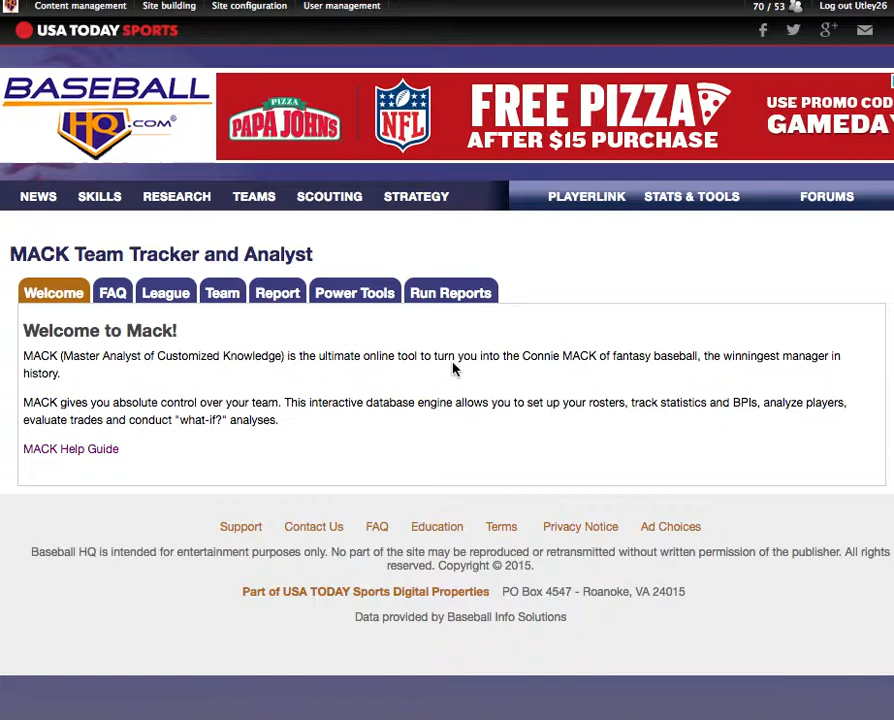 Content management Site building Site configuration User management 70 / 53 Log out Utley26
USA TODAY SPORTS
BASEBALL
HQ.COM®
PIZZA
PAPA JOHNS
NFL
FREE PIZZA
AFTER $15 PURCHASE
USE PROMO COD
GAMEDAY
NEWS SKILLS RESEARCH TEAMS SCOUTING STRATEGY PLAYERLINK STATS & TOOLS FORUMS
MACK Team Tracker and Analyst
Welcome FAQ League Team Report Power Tools Run Reports
Welcome to Mack!
MACK (Master Analyst of Customized Knowledge) is the ultimate online tool to turn you into the Connie MACK of fantasy baseball, the winningest manager in
history.
MACK gives you absolute control over your team. This interactive database engine allows you to set up your rosters, track statistics and BPIs, analyze players,
evaluate trades and conduct "what-if?" analyses.
MACK Help Guide
Support Contact Us FAQ Education Terms Privacy Notice Ad Choices
Baseball HQ is intended for entertainment purposes only. No part of the site may be reproduced or retransmitted without written permission of the publisher. All rights
reserved. Copyright © 2015.
Part of USA TODAY Sports Digital Properties PO Box 4547 - Roanoke, VA 24015
Data provided by Baseball Info Solutions